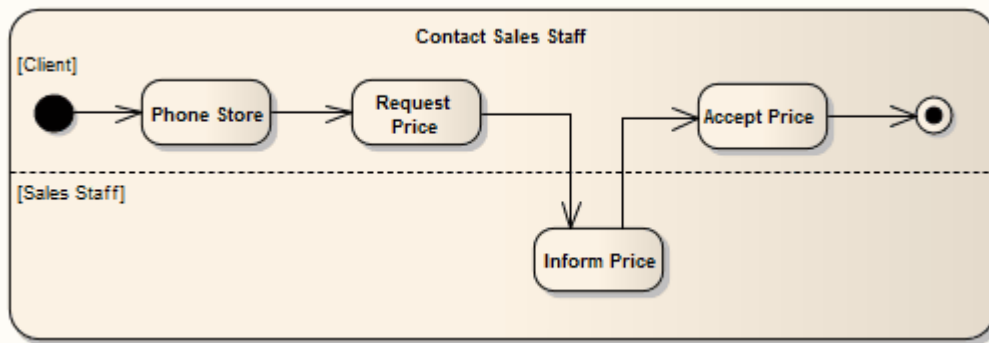 Contact Sales Staff
[Client]
Phone Store
Request
Price
Accept Price
[Sales Staff]
Inform Price